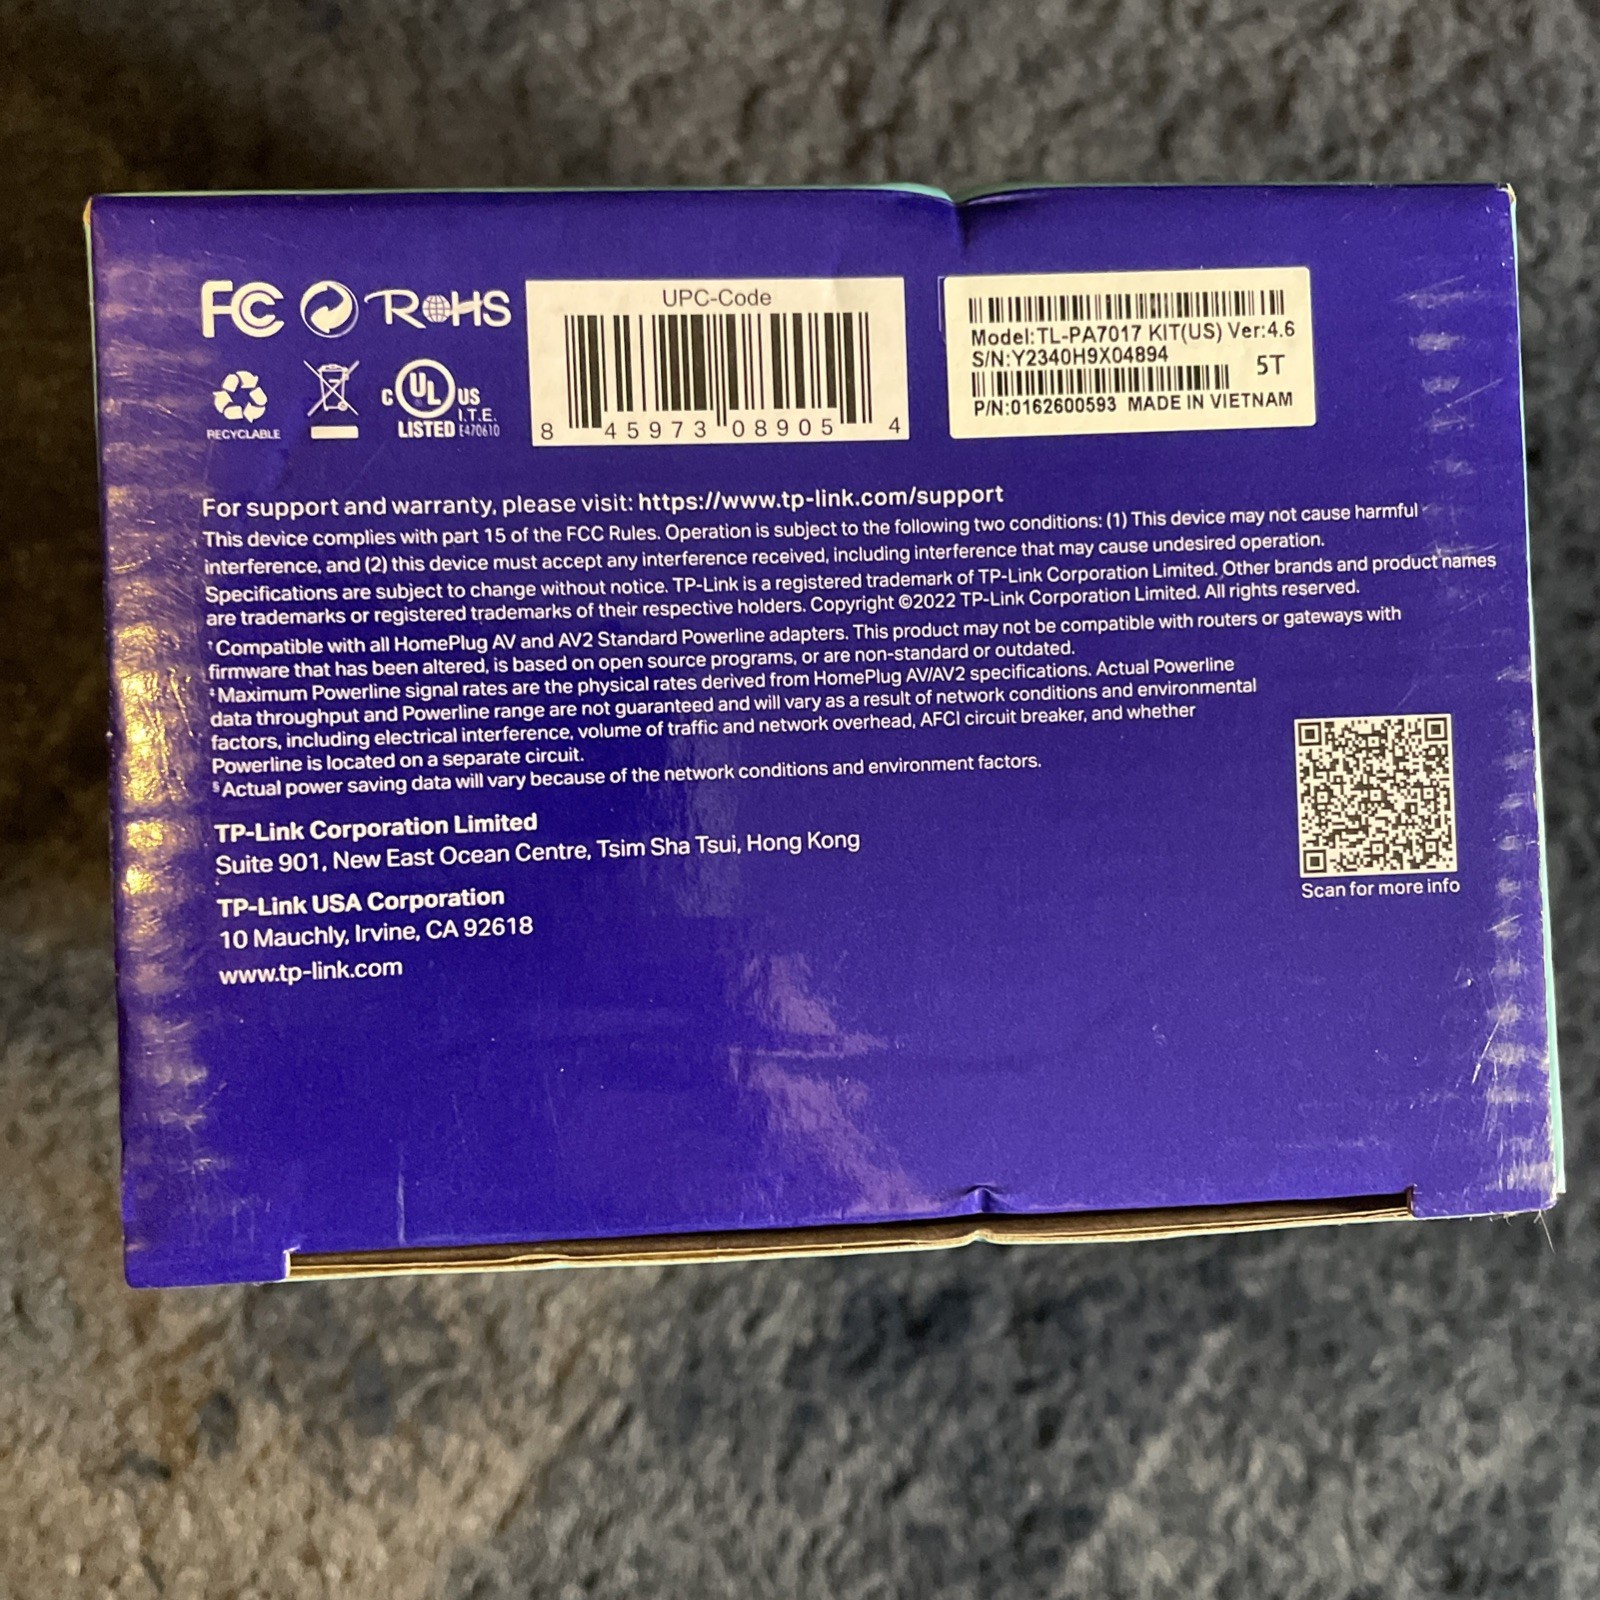 FC
RoHS
RECYCLABLE
C UL US
I.T.E.
LISTED E470610
UPC-Code
8 45973 08905 4
Model:TL-PA7017 KIT(US) Ver:4.6
S/N:Y2340H9X04894
5T
P/N:0162600593 MADE IN VIETNAM
For support and warranty, please visit: https://www.tp-link.com/support
This device complies with part 15 of the FCC Rules. Operation is subject to the following two conditions: (1) This device may not cause harmful
interference, and (2) this device must accept any interference received, including interference that may cause undesired operation.
Specifications are subject to change without notice. TP-Link is a registered trademark of TP-Link Corporation Limited. Other brands and product names
are trademarks or registered trademarks of their respective holders. Copyright ©2022 TP-Link Corporation Limited. All rights reserved.
†Compatible with all HomePlug AV and AV2 Standard Powerline adapters. This product may not be compatible with routers or gateways with
firmware that has been altered, is based on open source programs, or are non-standard or outdated.
‡Maximum Powerline signal rates are the physical rates derived from HomePlug AV/AV2 specifications. Actual Powerline
data throughput and Powerline range are not guaranteed and will vary as a result of network conditions and environmental
factors, including electrical interference, volume of traffic and network overhead, AFCI circuit breaker, and whether
Powerline is located on a separate circuit.
§Actual power saving data will vary because of the network conditions and environment factors.
TP-Link Corporation Limited
Suite 901, New East Ocean Centre, Tsim Sha Tsui, Hong Kong
TP-Link USA Corporation
10 Mauchly, Irvine, CA 92618
www.tp-link.com
Scan for more info